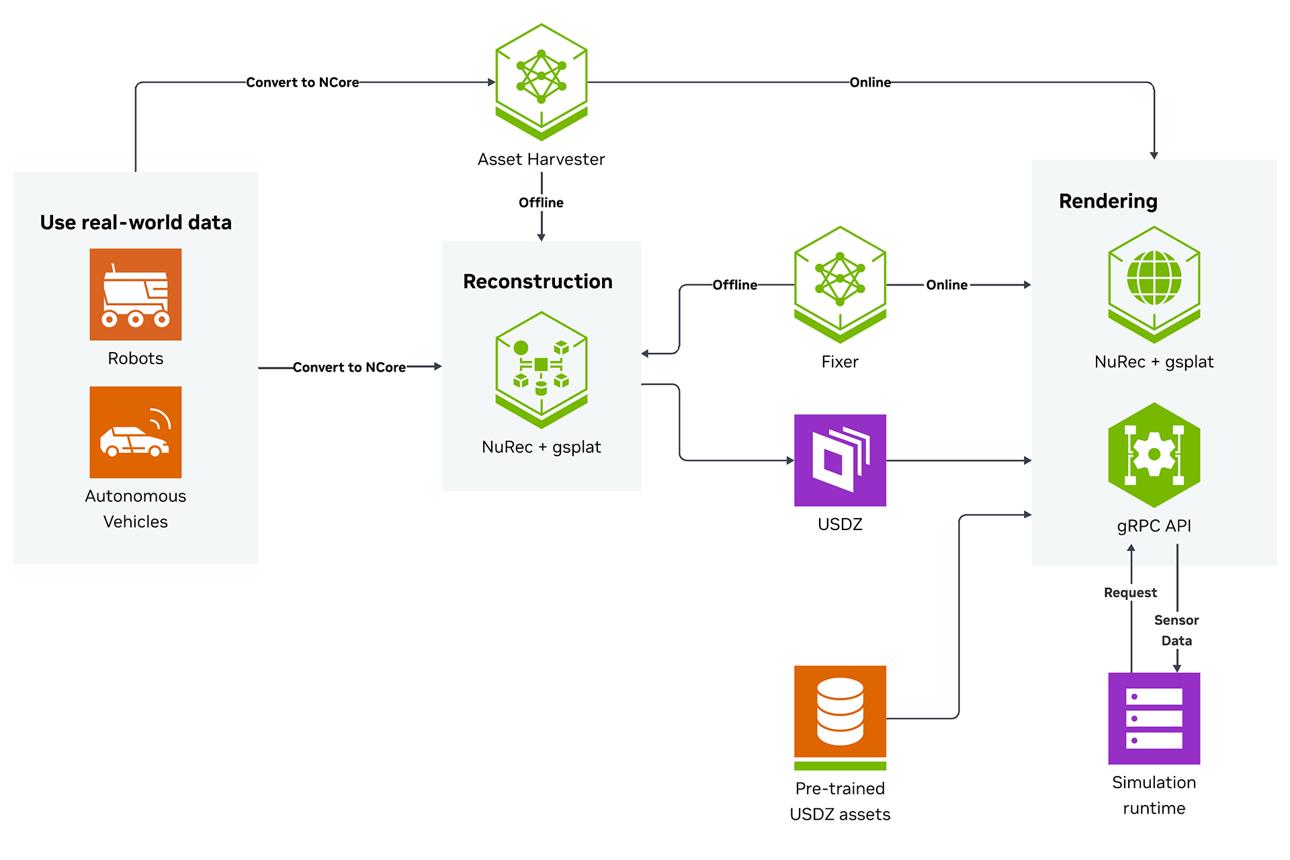 Convert to NCore
Online
Asset Harvester
Offline
Use real-world data
Robots
Autonomous
Vehicles
Convert to NCore
Reconstruction
NuRec + gsplat
Offline
Online
Fixer
USDZ
Pre-trained
USDZ assets
Rendering
NuRec + gsplat
gRPC API
Request
Sensor
Data
Simulation
runtime